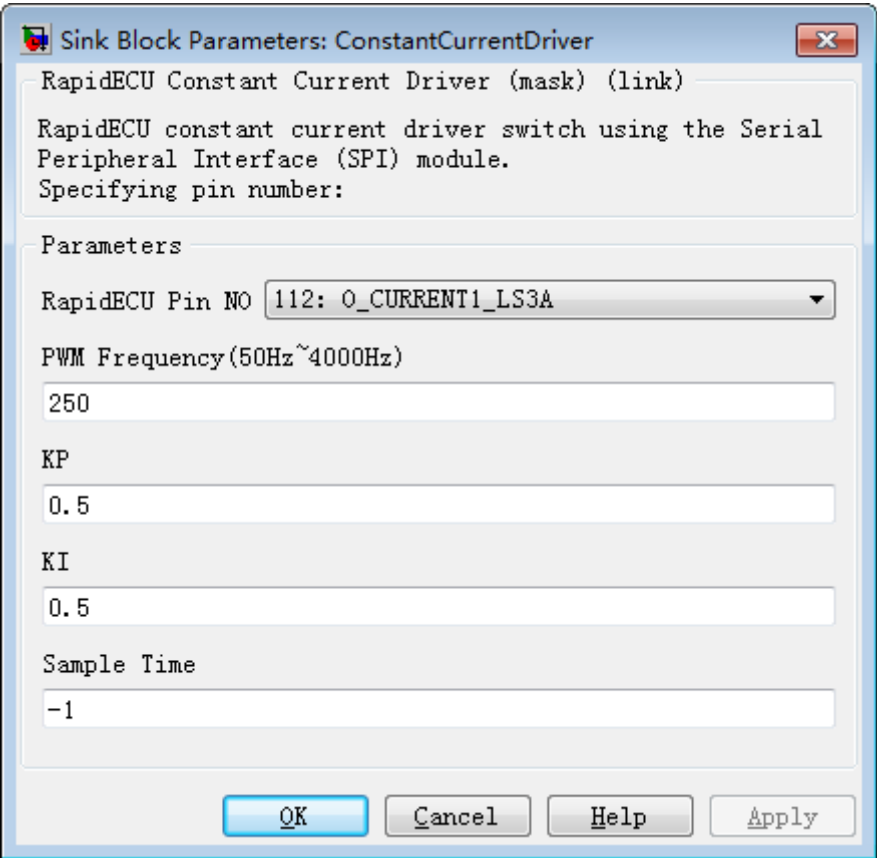 Sink Block Parameters: ConstantCurrentDriver
RapidECU Constant Current Driver (mask) (link)
RapidECU constant current driver switch using the Serial
Peripheral Interface (SPI) module.
Specifying pin number:
Parameters
RapidECU Pin NO 112: O_CURRENT1_LS3A
PWM Frequency(50Hz~4000Hz)
250
KP
0.5
KI
0.5
Sample Time
-1
OK Cancel Help Apply